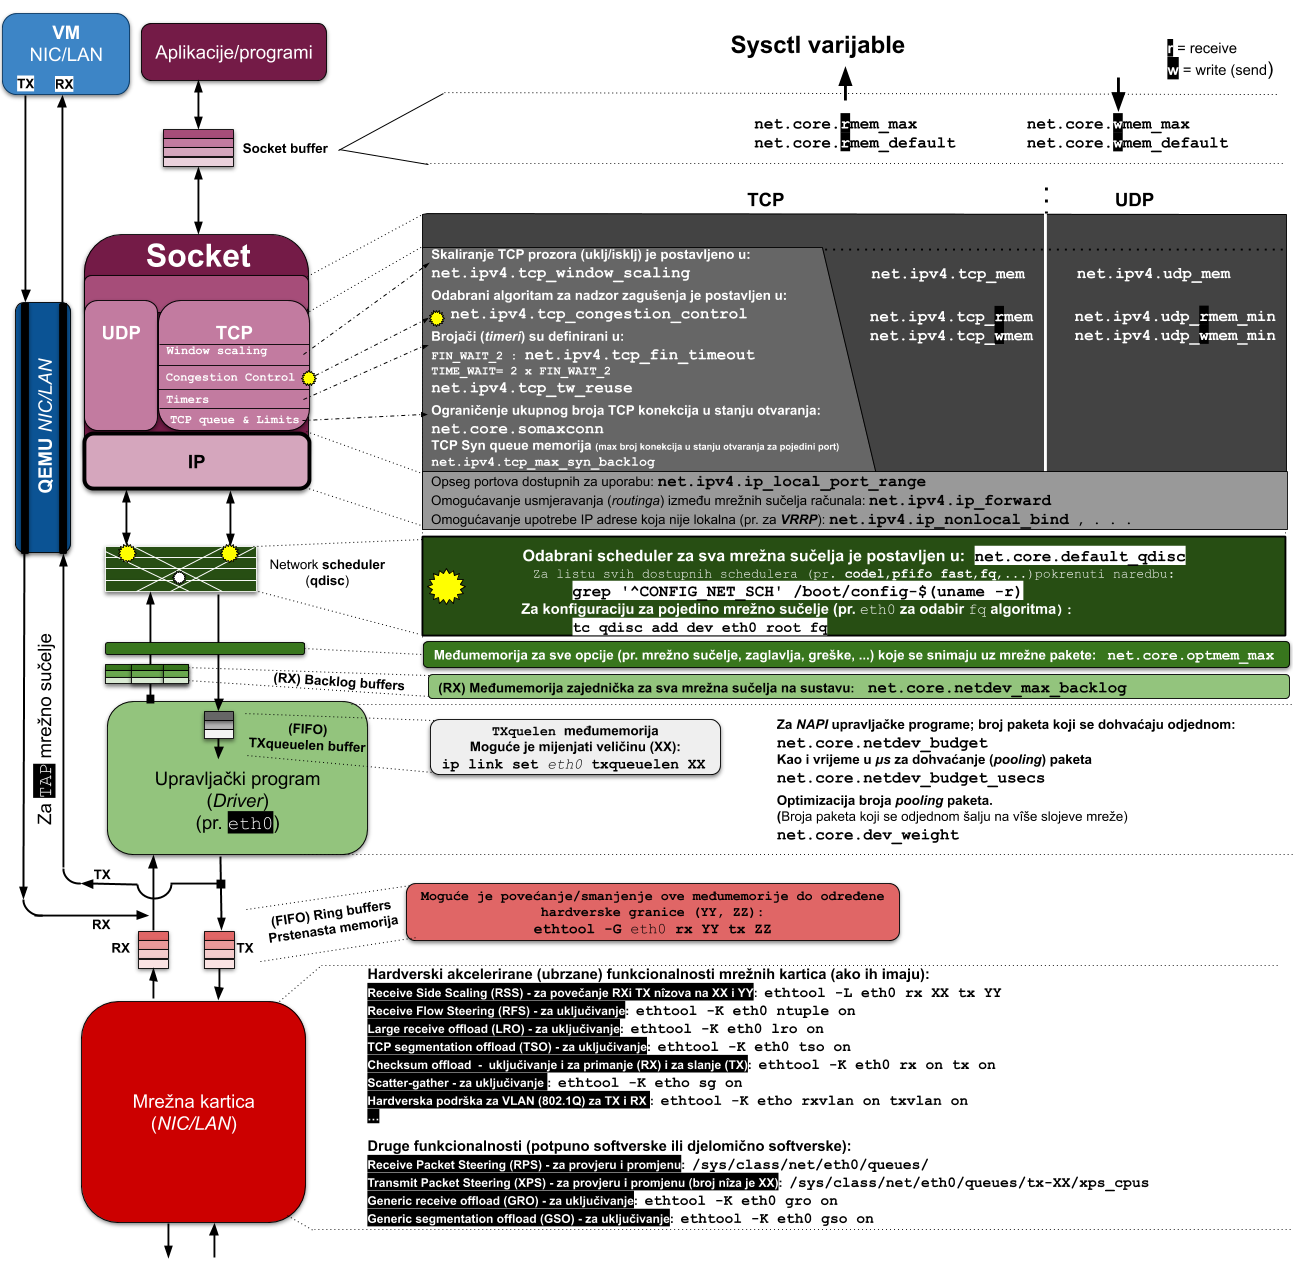 VM
NIC/LAN
TX RX
Aplikacije/programi
Sysctl varijable
r = receive
w = write (send)
Socket buffer
net.core.rmem_max
net.core.rmem_default
net.core.wmem_max
net.core.wmem_default
TCP
UDP
Socket
UDP
TCP
Window scaling
Congestion Control
Timers
TCP queue & Limits
IP
QEMU NIC/LAN
Skaliranje TCP prozora (uklj/isklj) je postavljeno u:
net.ipv4.tcp_window_scaling
Odabrani algoritam za nadzor zagušenja je postavljen u:
net.ipv4.tcp_congestion_control
Brojači (timeri) su definirani u:
FIN_WAIT_2 : net.ipv4.tcp_fin_timeout
TIME_WAIT= 2 x FIN_WAIT_2
net.ipv4.tcp_tw_reuse
Ograničenje ukupnog broja TCP konekcija u stanju otvaranja:
net.core.somaxconn
TCP Syn queue memorija (max broj konekcija u stanju otvaranja za pojedini port)
net.ipv4.tcp_max_syn_backlog
net.ipv4.tcp_mem
net.ipv4.tcp_rmem
net.ipv4.tcp_wmem
net.ipv4.udp_mem
net.ipv4.udp_rmem_min
net.ipv4.udp_wmem_min
Opseg portova dostupnih za uporabu: net.ipv4.ip_local_port_range
Omogućavanje usmjeravanja (routinga) između mrežnih sučelja računala: net.ipv4.ip_forward
Omogućavanje upotrebe IP adrese koja nije lokalna (pr. za VRRP): net.ipv4.ip_nonlocal_bind , . . .
Network scheduler
(qdisc)
Odabrani scheduler za sva mrežna sučelja je postavljen u: net.core.default_qdisc
Za listu svih dostupnih schedulera (pr. codel,pfifo fast,fq,...)pokrenuti naredbu:
grep '^CONFIG_NET_SCH' /boot/config-$(uname -r)
Za konfiguraciju za pojedino mrežno sučelje (pr. eth0 za odabir fq algoritma) :
tc qdisc add dev eth0 root fq
Međumemorija za sve opcije (pr. mrežno sučelje, zaglavlja, greške, ...) koje se snimaju uz mrežne pakete: net.core.optmem_max
(RX) Backlog buffers
(RX) Međumemorija zajednička za sva mrežna sučelja na sustavu: net.core.netdev_max_backlog
Za TAP mrežno sučelje
(FIFO)
TXqueuelen buffer
Upravljački program
(Driver)
(pr. eth0)
TXquelen međumemorija
Moguće je mijenjati veličinu (XX):
ip link set eth0 txqueuelen XX
Za NAPI upravljačke programe; broj paketa koji se dohvaćaju odjednom:
net.core.netdev_budget
Kao i vrijeme u µs za dohvaćanje (pooling) paketa
net.core.netdev_budget_usecs
Optimizacija broja pooling paketa.
(Broja paketa koji se odjednom šalju na više slojeve mreže)
net.core.dev_weight
TX
RX
RX
TX
(FIFO) Ring buffers
Prstenasta memorija
Moguće je povećanje/smanjenje ove međumemorije do određene
hardverske granice (YY, ZZ):
ethtool -G eth0 rx YY tx ZZ
Mrežna kartica
(NIC/LAN)
Hardverski akcelerirane (ubrzane) funkcionalnosti mrežnih kartica (ako ih imaju):
Receive Side Scaling (RSS) - za povečanje RXi TX nizova na XX i YY: ethtool -L eth0 rx XX tx YY
Receive Flow Steering (RFS) - za uključivanje: ethtool -K eth0 ntuple on
Large receive offload (LRO) - za uključivanje: ethtool -K eth0 lro on
TCP segmentation offload (TSO) - za uključivanje: ethtool -K eth0 tso on
Checksum offload - uključivanje i za primanje (RX) i za slanje (TX): ethtool -K eth0 rx on tx on
Scatter-gather - za uključivanje : ethtool -K etho sg on
Hardverska podrška za VLAN (802.1Q) za TX i RX : ethtool -K etho rxvlan on txvlan on
...
Druge funkcionalnosti (potpuno softverske ili djelomično softverske):
Receive Packet Steering (RPS) - za provjeru i promjenu: /sys/class/net/eth0/queues/
Transmit Packet Steering (XPS) - za provjeru i promjenu (broj niza je XX): /sys/class/net/eth0/queues/tx-XX/xps_cpus
Generic receive offload (GRO) - za uključivanje: ethtool -K eth0 gro on
Generic segmentation offload (GSO) - za uključivanje: ethtool -K eth0 gso on